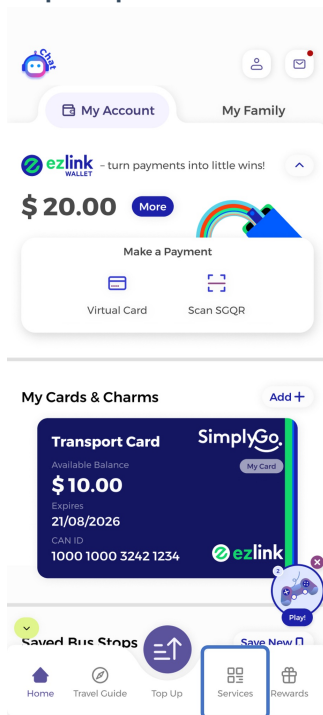 Chat
My Account
My Family
ezlink
WALLET
– turn payments into little wins!
$ 20.00
More
Make a Payment
Virtual Card
Scan SGQR
My Cards & Charms
Add +
Transport Card
SimplyGo.
Available Balance
My Card
$ 10.00
Expires
21/08/2026
CAN ID
1000 1000 3242 1234
ezlink
2
Play!
Saved Bus Stops
Save New
Home
Travel Guide
Top Up
Services
Rewards